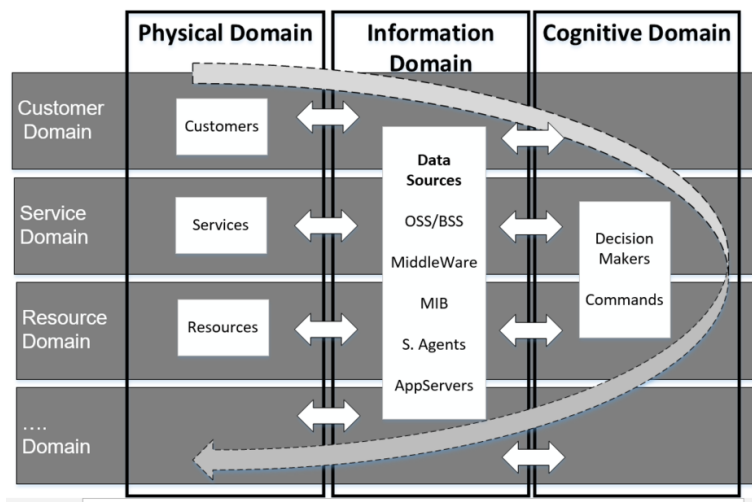 Physical Domain
Information
Domain
Cognitive Domain
Customer
Domain
Customers
Data
Sources
Service
Domain
Services
OSS/BSS
MiddleWare
Decision
Makers
Resource
Domain
Resources
MIB
S. Agents
AppServers
Commands
....
Domain